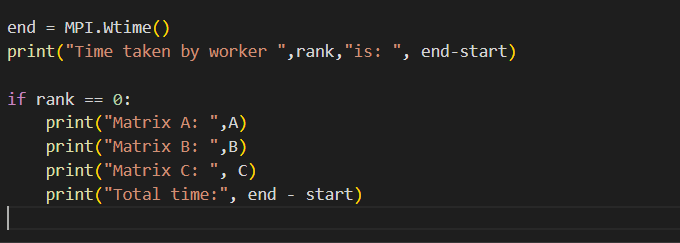 end = MPI.Wtime()
print("Time taken by worker ",rank,"is: ", end-start)
if rank == 0:
    print("Matrix A: ",A)
    print("Matrix B: ",B)
    print("Matrix C: ", C)
    print("Total time:", end - start)